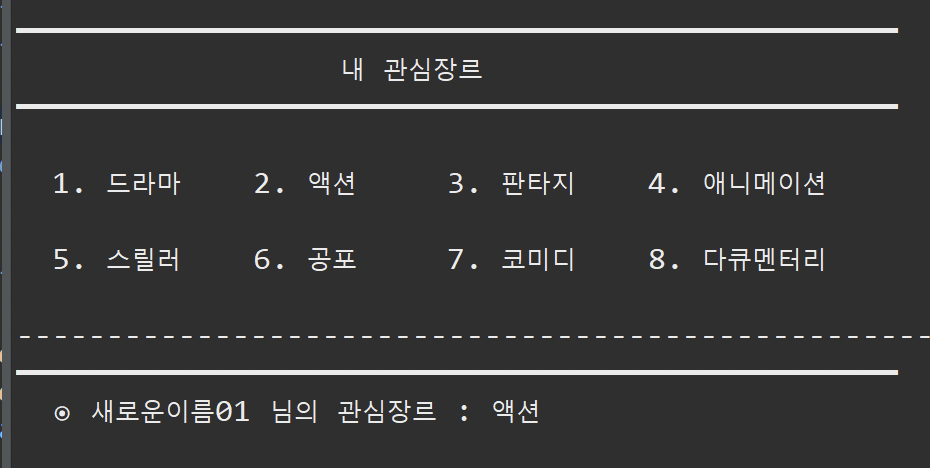 내 관심장르
1. 드라마 2. 액션 3. 판타지 4. 애니메이션
5. 스릴러 6. 공포 7. 코미디 8. 다큐멘터리
--------------------------------------------------
⊙ 새로운이름01 님의 관심장르 : 액션